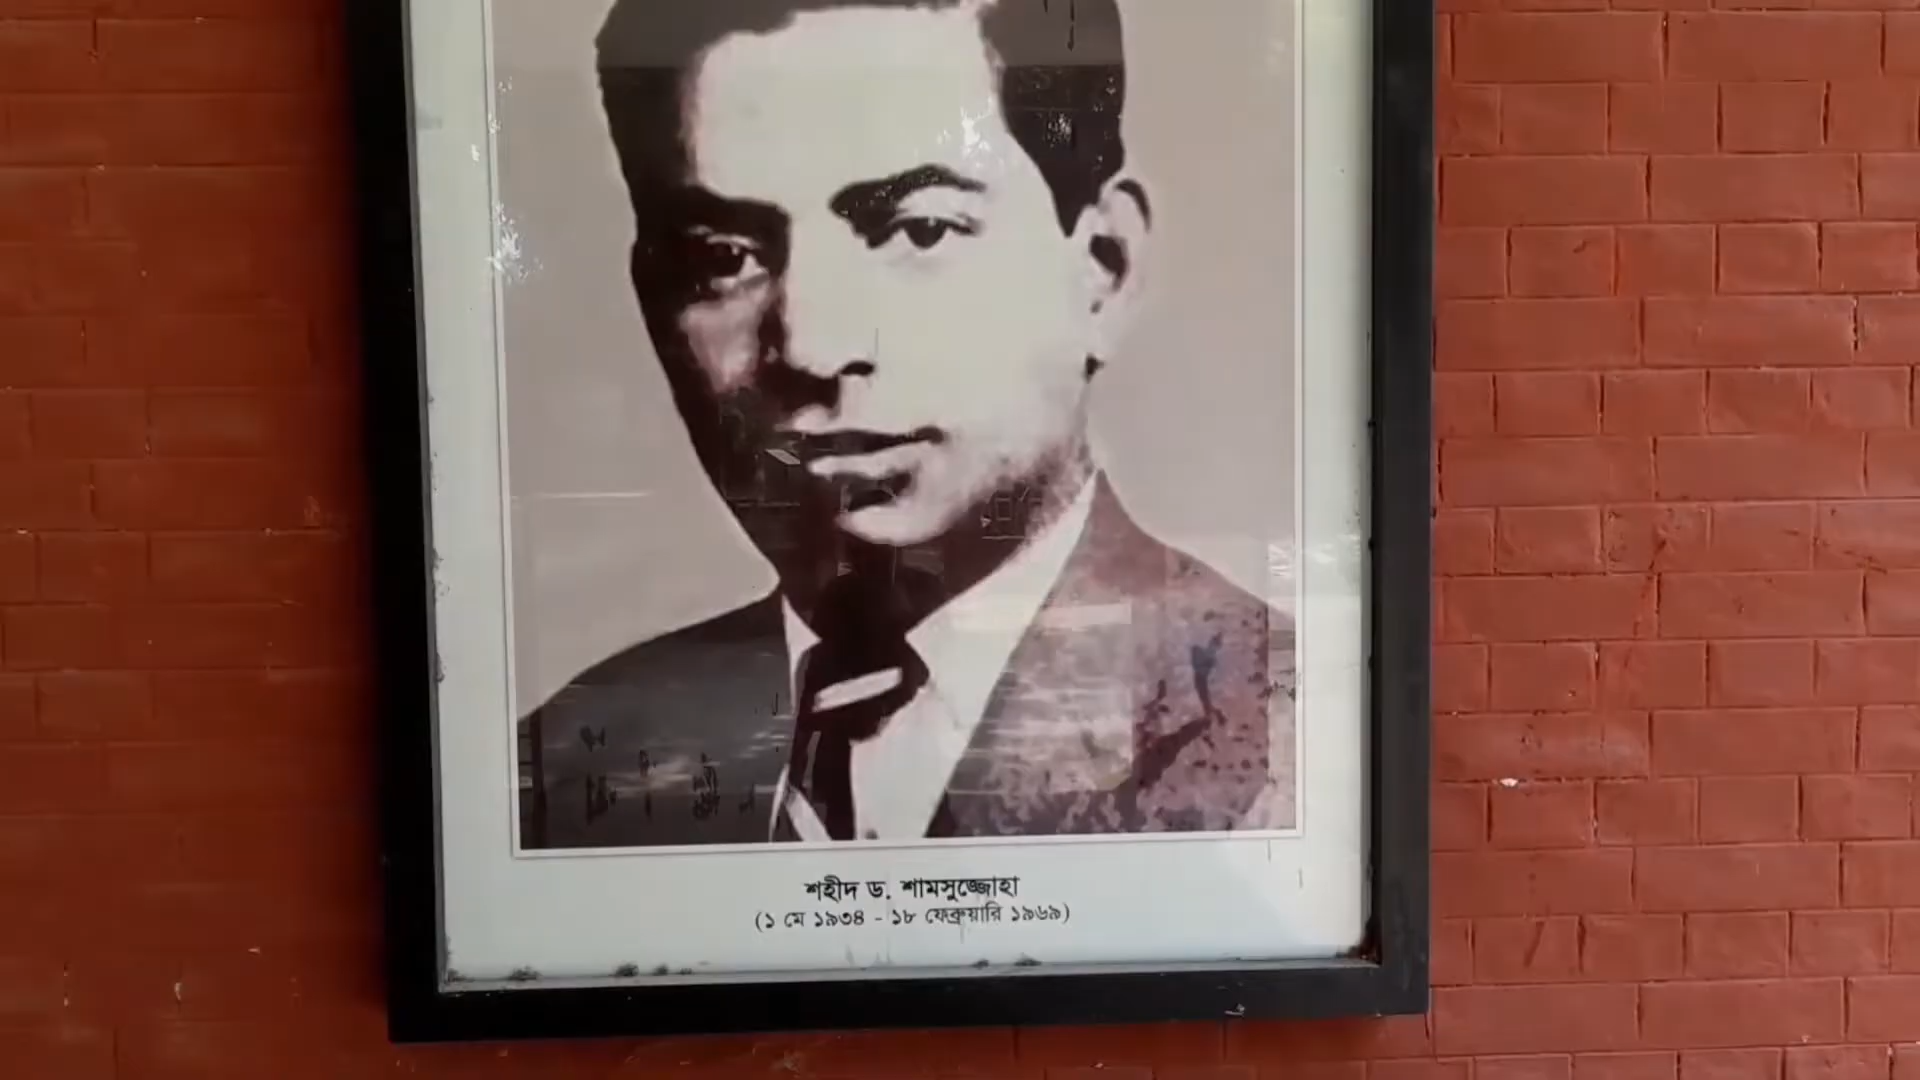 শহীদ ড. শামসুজ্জোহা
(১ মে ১৯৩৪ - ১৮ ফেব্রুয়ারি ১৯৬৯)